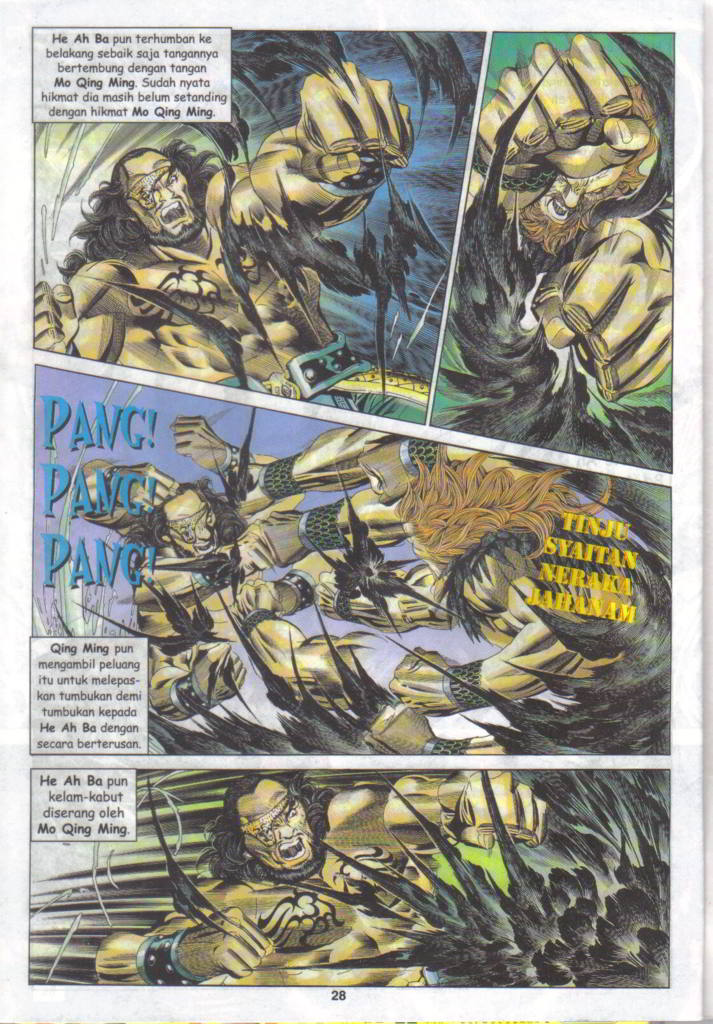 He Ah Ba pun terhumban ke
belakang sebaik saja tangannya
bertembung dengan tangan
Mo Qing Ming. Sudah nyata
hikmat dia masih belum setanding
dengan hikmat Mo Qing Ming.
PANG!
PANG!
PANG!
TINJU
SYAITAN
NERAKA
JAHANAM
Qing Ming pun
mengambil peluang
itu untuk melepas-
kan tumbukan demi
tumbukan kepada
He Ah Ba dengan
secara berterusan.
He Ah Ba pun
kelam-kabut
diserang oleh
Mo Qing Ming.
28